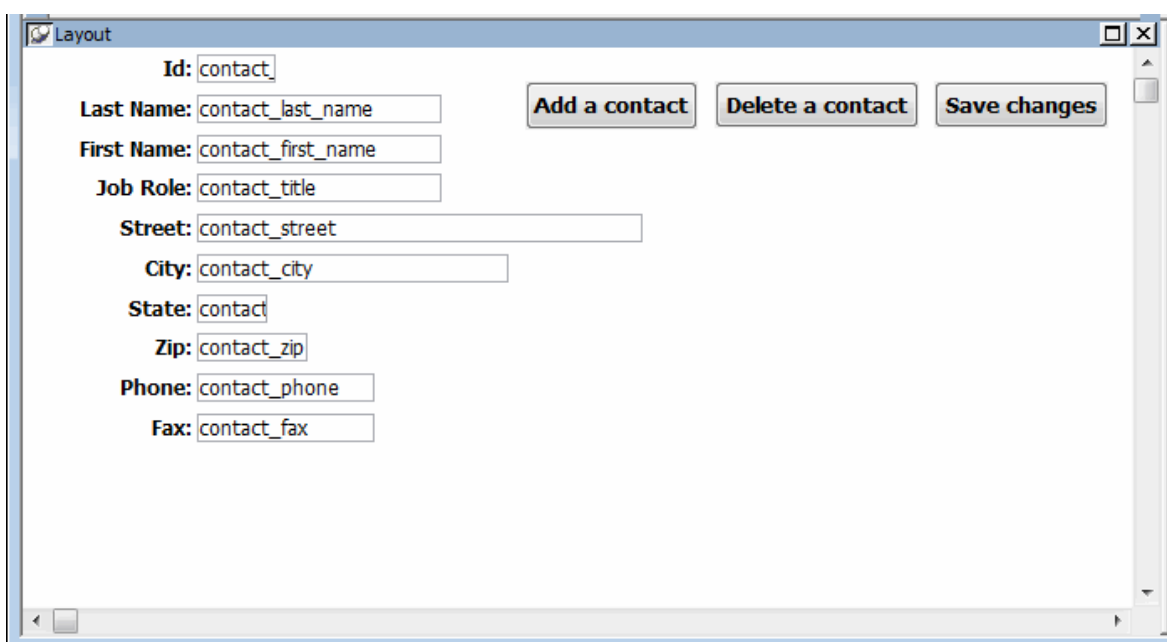 Layout
Id: contact_
Last Name: contact_last_name
Add a contact Delete a contact Save changes
First Name: contact_first_name
Job Role: contact_title
Street: contact_street
City: contact_city
State: contact
Zip: contact_zip
Phone: contact_phone
Fax: contact_fax